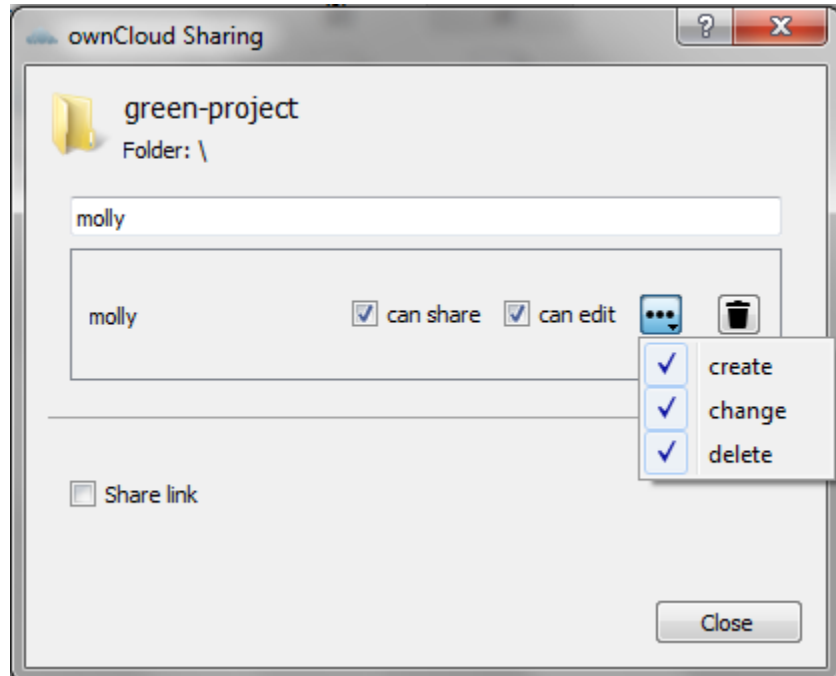 ownCloud Sharing
green-project
Folder: \
molly
molly can share can edit
create
change
delete
Share link
Close